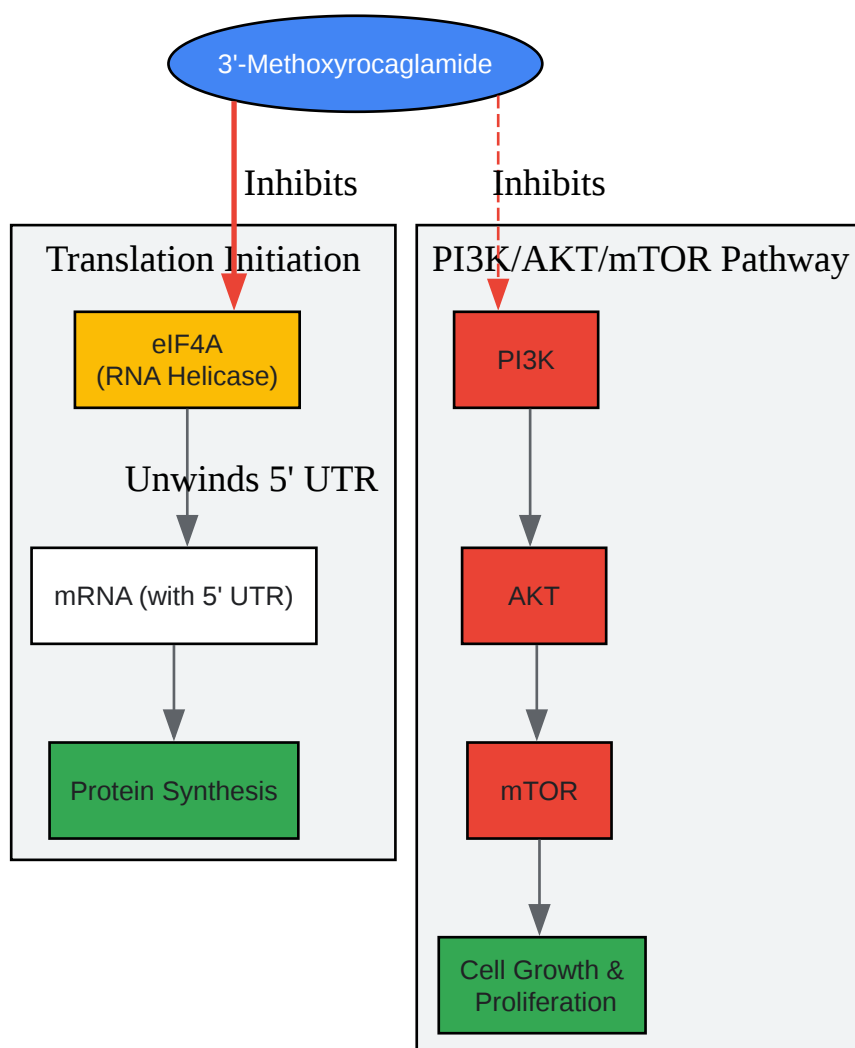 3'-Methoxyrocaglamide
Inhibits
Inhibits
Translation Initiation
eIF4A
(RNA Helicase)
Unwinds 5' UTR
mRNA (with 5' UTR)
Protein Synthesis
PI3K/AKT/mTOR Pathway
PI3K
AKT
mTOR
Cell Growth &
Proliferation